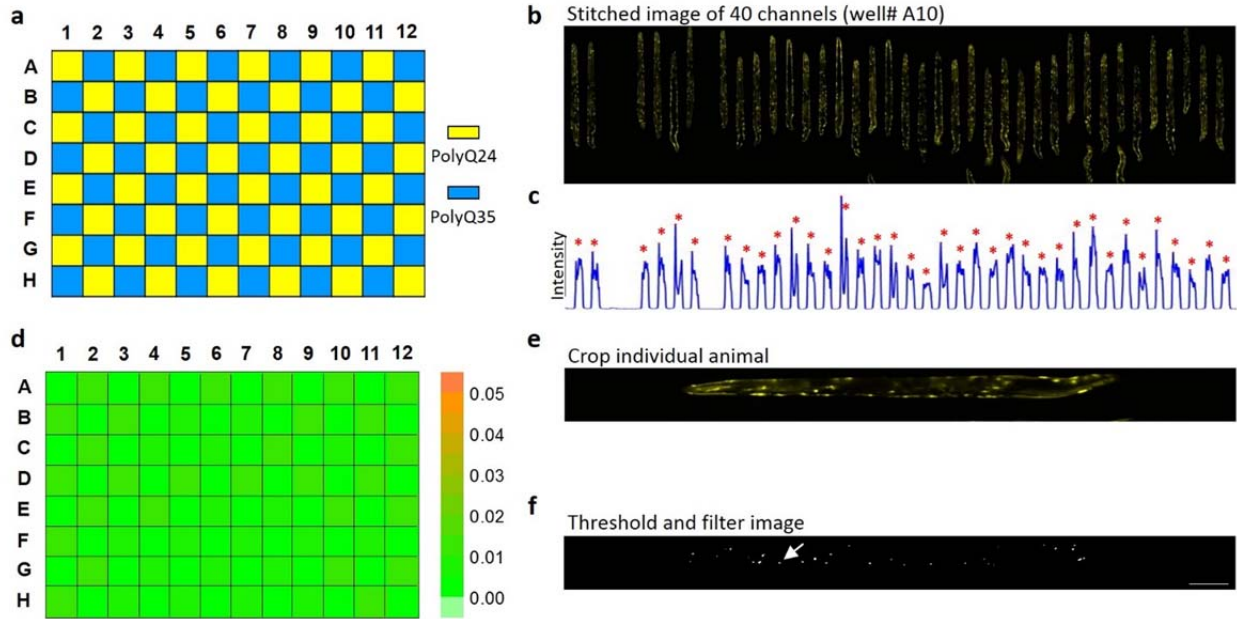 a
1 2 3 4 5 6 7 8 9 10 11 12
A
B
C
D
E
F
G
H
PolyQ24
PolyQ35
b
Stitched image of 40 channels (well# A10)
c
Intensity
* * * * * * * * * * * * * * * * * * * * * * * * * * * * * * * * * * * *
d
1 2 3 4 5 6 7 8 9 10 11 12
A
B
C
D
E
F
G
H
0.05
0.04
0.03
0.02
0.01
0.00
e
Crop individual animal
f
Threshold and filter image